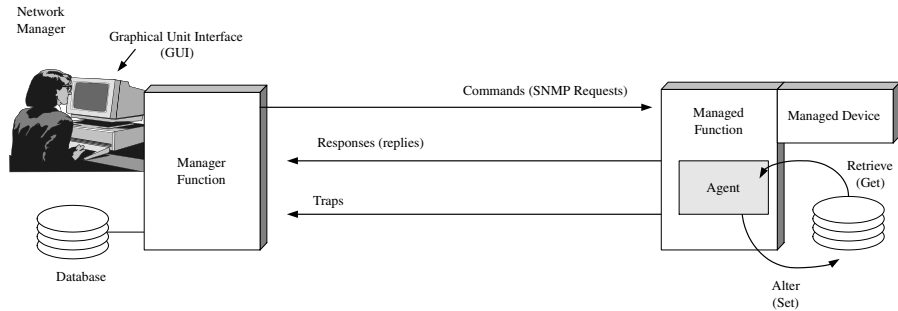 Network
Manager
Graphical Unit Interface
(GUI)
Commands (SNMP Requests)
Managed
Function
Managed Device
Responses (replies)
Manager
Function
Agent
Retrieve
(Get)
Traps
Database
Alter
(Set)